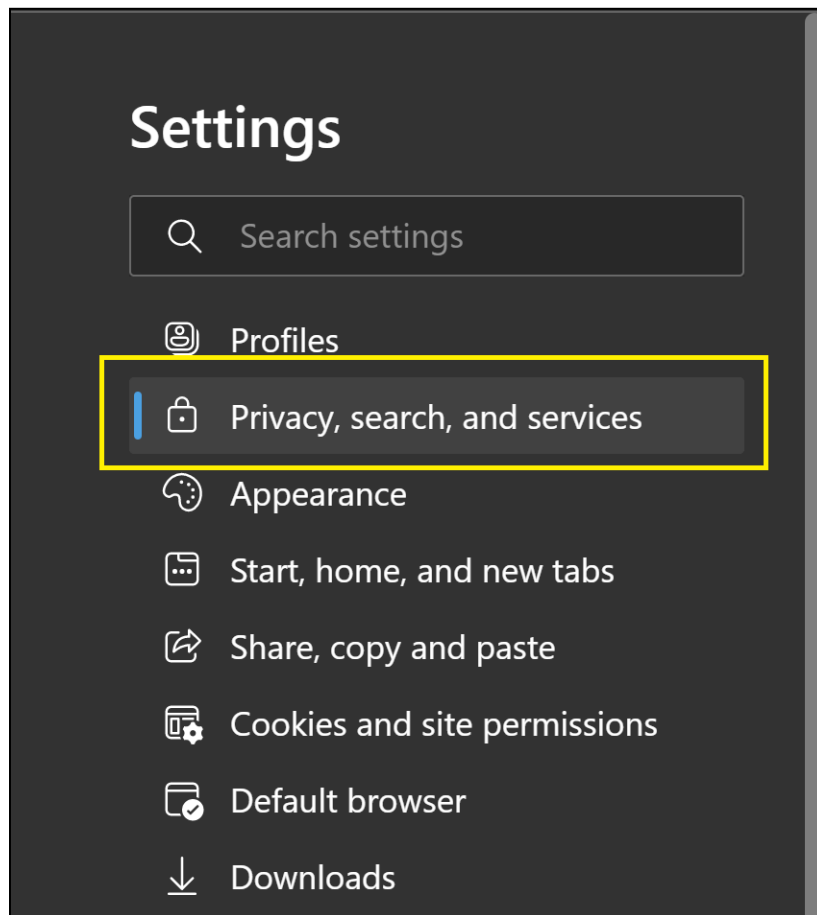 Settings
Search settings
Profiles
Privacy, search, and services
Appearance
Start, home, and new tabs
Share, copy and paste
Cookies and site permissions
Default browser
Downloads